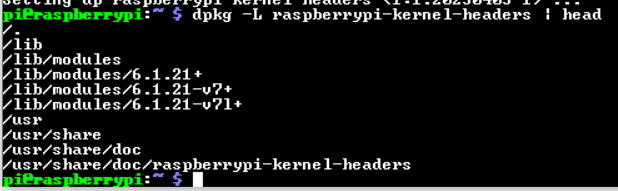 Setting up raspberrypi-kernel-headers (1:1.20230405-1) ...
pi@raspberrypi:~ $ dpkg -L raspberrypi-kernel-headers | head
/.
/lib
/lib/modules
/lib/modules/6.1.21+
/lib/modules/6.1.21-v7+
/lib/modules/6.1.21-v7l+
/usr
/usr/share
/usr/share/doc
/usr/share/doc/raspberrypi-kernel-headers
pi@raspberrypi:~ $